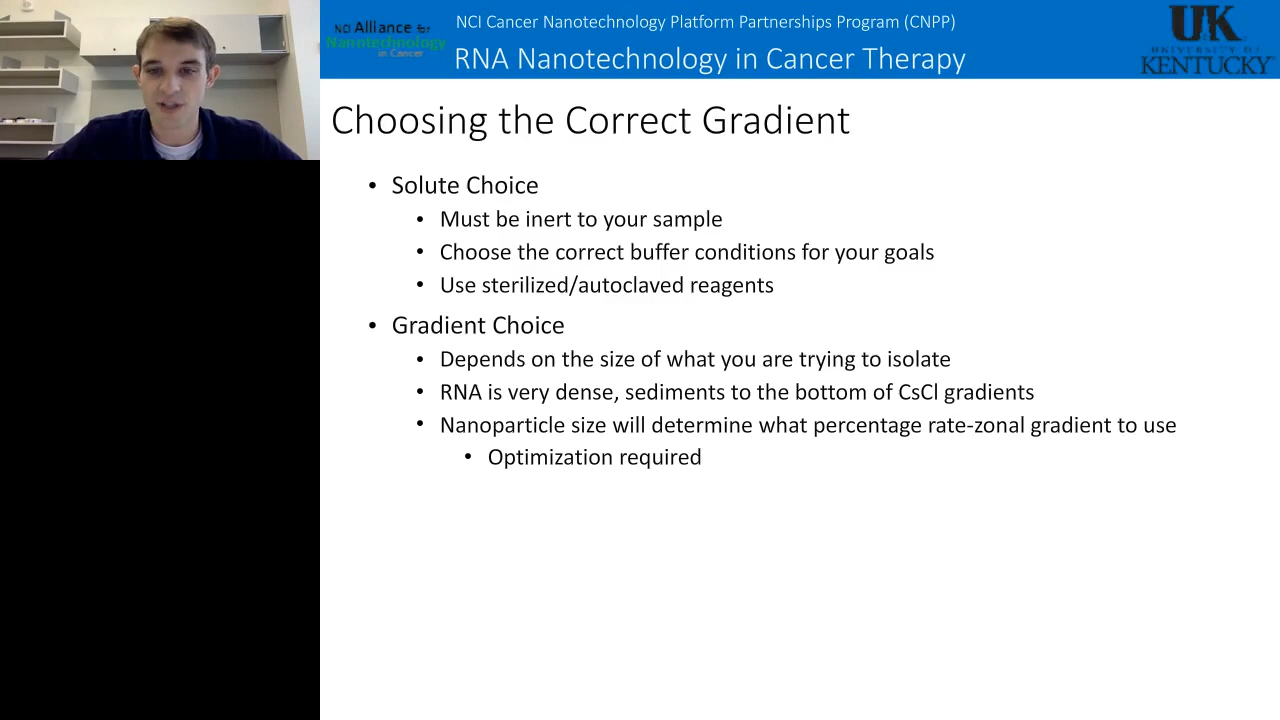 NCI Alliance for
Nanotechnology
in Cancer
NCI Cancer Nanotechnology Platform Partnerships Program (CNPP)
RNA Nanotechnology in Cancer Therapy
UK
UNIVERSITY OF
KENTUCKY
Choosing the Correct Gradient
• Solute Choice
• Must be inert to your sample
• Choose the correct buffer conditions for your goals
• Use sterilized/autoclaved reagents
• Gradient Choice
• Depends on the size of what you are trying to isolate
• RNA is very dense, sediments to the bottom of CsCl gradients
• Nanoparticle size will determine what percentage rate-zonal gradient to use
• Optimization required